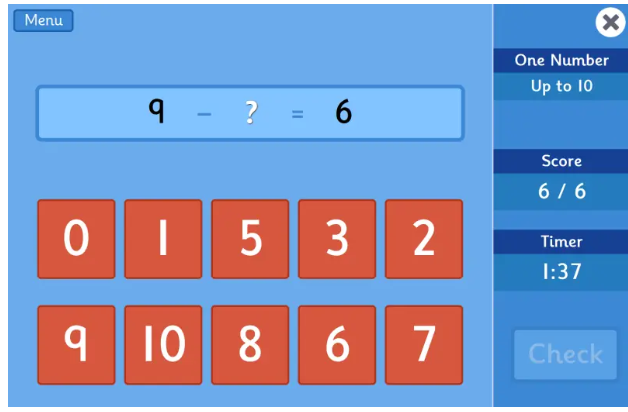 Menu
9 – ? = 6
0 1 5 3 2
9 10 8 6 7
One Number
Up to 10
Score
6 / 6
Timer
1:37
Check